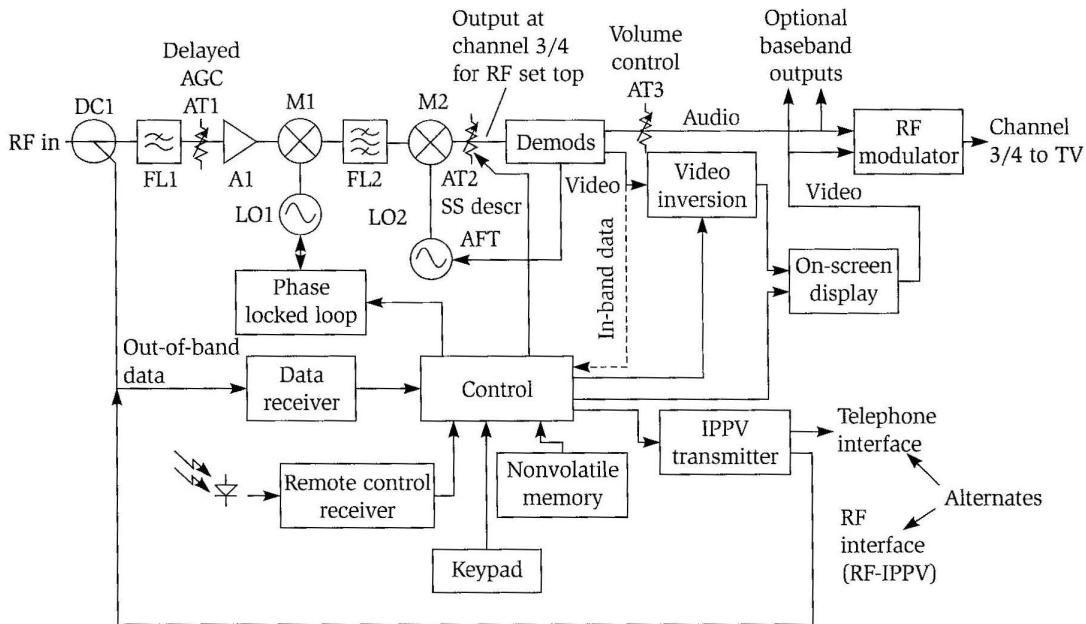 Output at
channel 3/4
for RF set top
Optional
baseband
outputs
Volume
control
AT3
Delayed
AGC
AT1
DC1
M1
M2
RF in
FL1
A1
FL2
AT2
SS descr
Demods
Audio
RF
modulator
Channel
3/4 to TV
Video
Video
inversion
Video
LO1
LO2
AFT
In-band data
On-screen
display
Phase
locked loop
Out-of-band
data
Data
receiver
Control
IPPV
transmitter
Telephone
interface
Remote control
receiver
Nonvolatile
memory
Alternates
RF
interface
(RF-IPPV)
Keypad